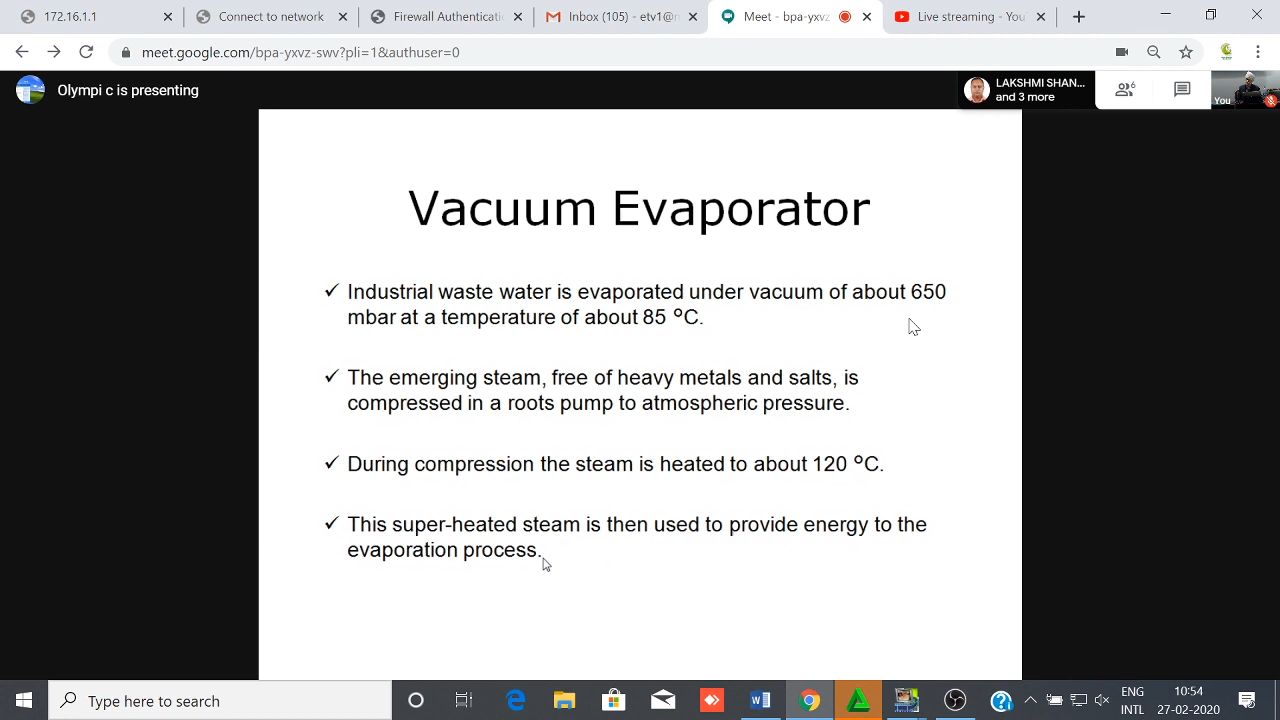 172.16.1.1
Connect to network
Firewall Authenticati
Inbox (105) - etv1@n
Meet - bpa-yxvz
Live streaming - You
meet.google.com/bpa-yxvz-swv?pli=1&authuser=0
Olympi c is presenting
LAKSHMI SHAN...
and 3 more
6
You
Vacuum Evaporator
✓ Industrial waste water is evaporated under vacuum of about 650
mbar at a temperature of about 85 °C.
✓ The emerging steam, free of heavy metals and salts, is
compressed in a roots pump to atmospheric pressure.
✓ During compression the steam is heated to about 120 °C.
✓ This super-heated steam is then used to provide energy to the
evaporation process.
Type here to search
ENG
INTL
10:54
27-02-2020